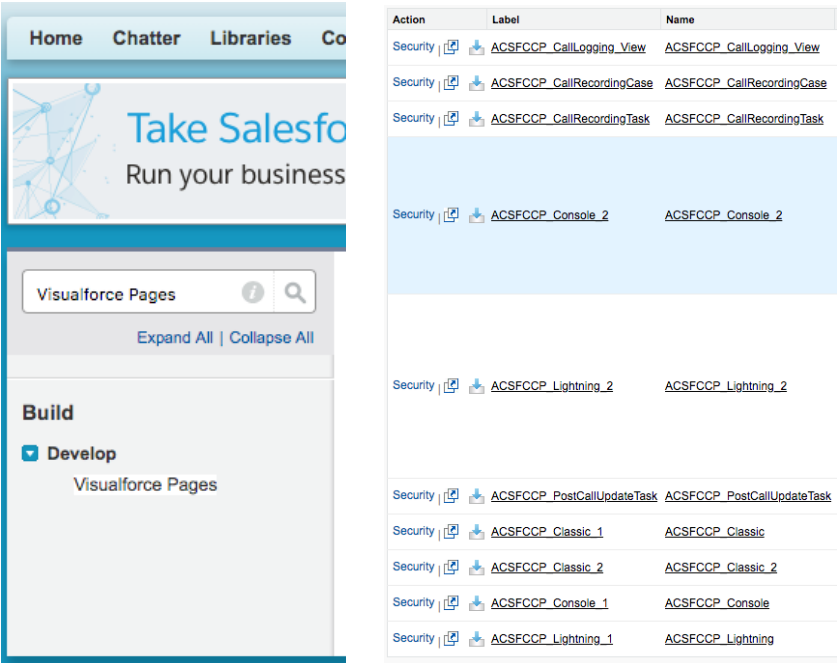 Home Chatter Libraries Co
Take Salesfo
Run your business
Visualforce Pages
Expand All | Collapse All
Build
Develop
Visualforce Pages
Action Label Name
Security | ACSFCCP_CallLogging_View ACSFCCP_CallLogging_View
Security | ACSFCCP_CallRecordingCase ACSFCCP_CallRecordingCase
Security | ACSFCCP_CallRecordingTask ACSFCCP_CallRecordingTask
Security | ACSFCCP_Console_2 ACSFCCP_Console_2
Security | ACSFCCP_Lightning_2 ACSFCCP_Lightning_2
Security | ACSFCCP_PostCallUpdateTask ACSFCCP_PostCallUpdateTask
Security | ACSFCCP_Classic_1 ACSFCCP_Classic
Security | ACSFCCP_Classic_2 ACSFCCP_Classic_2
Security | ACSFCCP_Console_1 ACSFCCP_Console
Security | ACSFCCP_Lightning_1 ACSFCCP_Lightning